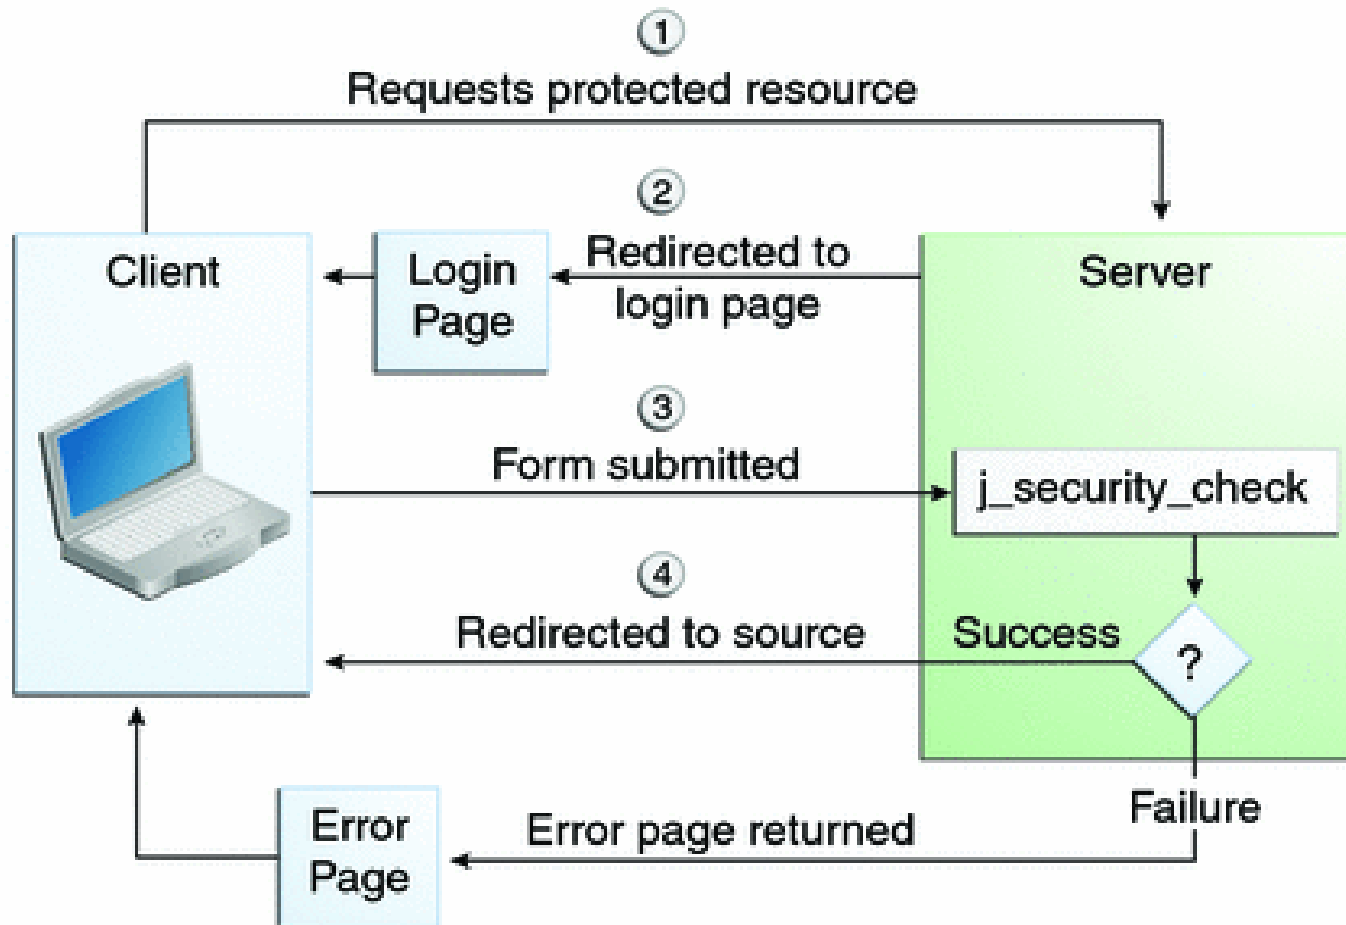 1
Requests protected resource
2
Redirected to
login page
Client
Login
Page
Server
3
Form submitted
j_security_check
4
Redirected to source
Success
?
Failure
Error page returned
Error
Page